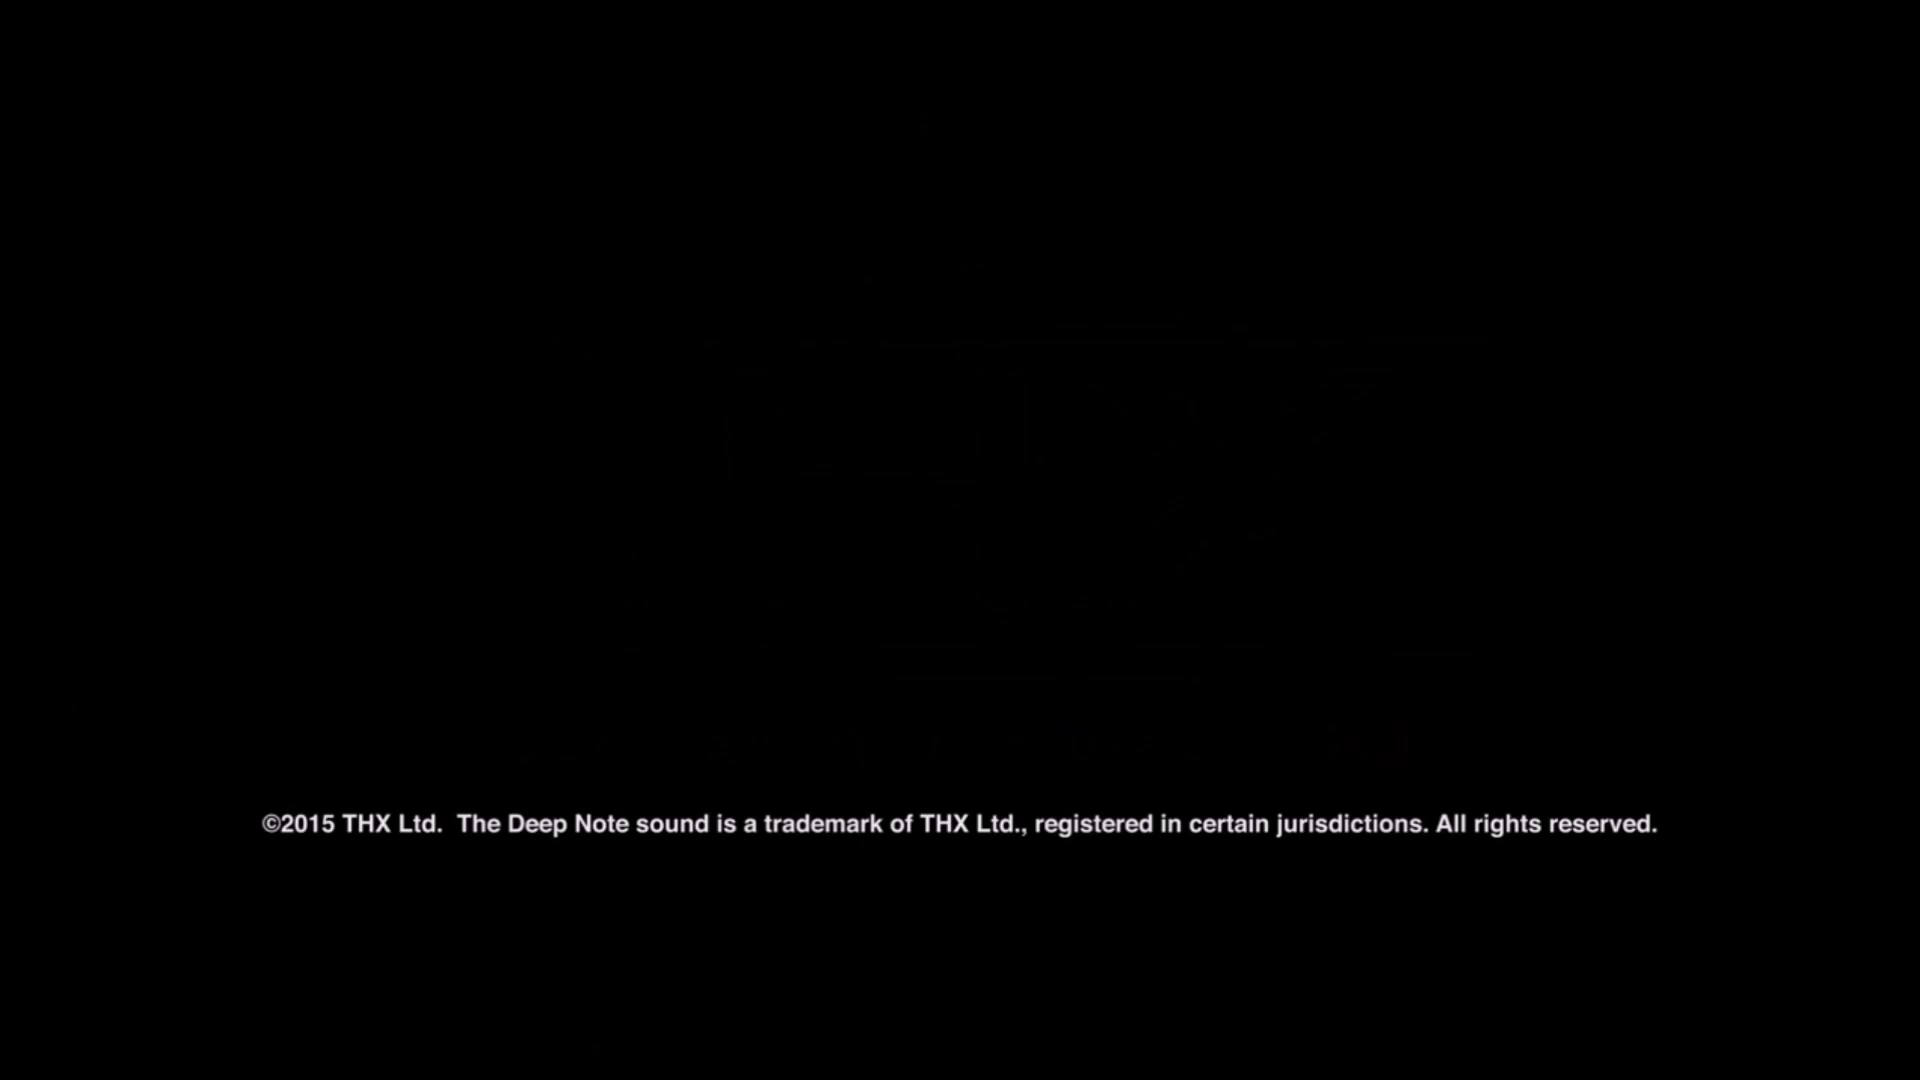 ©2015 THX Ltd.  The Deep Note sound is a trademark of THX Ltd., registered in certain jurisdictions. All rights reserved.